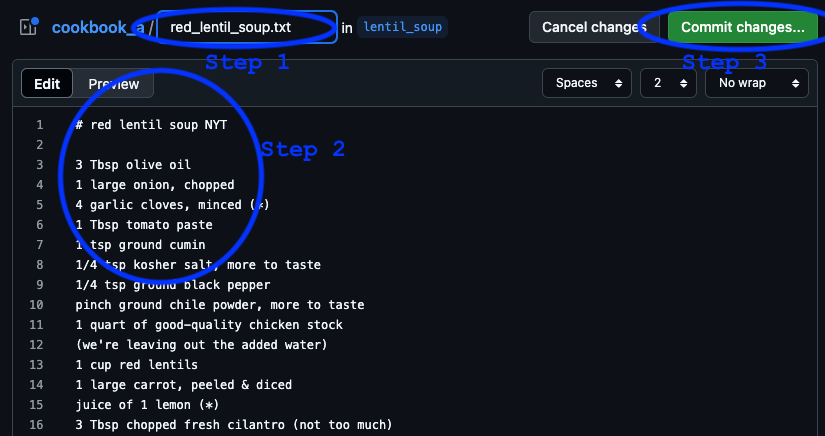 cookbook_a / red_lentil_soup.txt in lentil_soup Cancel changes Commit changes...
Step 1 Step 3
Edit Preview Spaces 2 No wrap
1 # red lentil soup NYT
2 Step 2
3 3 Tbsp olive oil
4 1 large onion, chopped
5 4 garlic cloves, minced (*)
6 1 Tbsp tomato paste
7 1 tsp ground cumin
8 1/4 tsp kosher salt, more to taste
9 1/4 tsp ground black pepper
10 pinch ground chile powder, more to taste
11 1 quart of good-quality chicken stock
12 (we're leaving out the added water)
13 1 cup red lentils
14 1 large carrot, peeled & diced
15 juice of 1 lemon (*)
16 3 Tbsp chopped fresh cilantro (not too much)